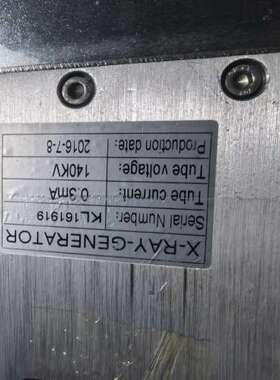 X-RAY-GENERATOR
Serial Number: KL161919
Tube current: 0.3mA
Tube voltage: 140KV
Production date: 2016-7-8